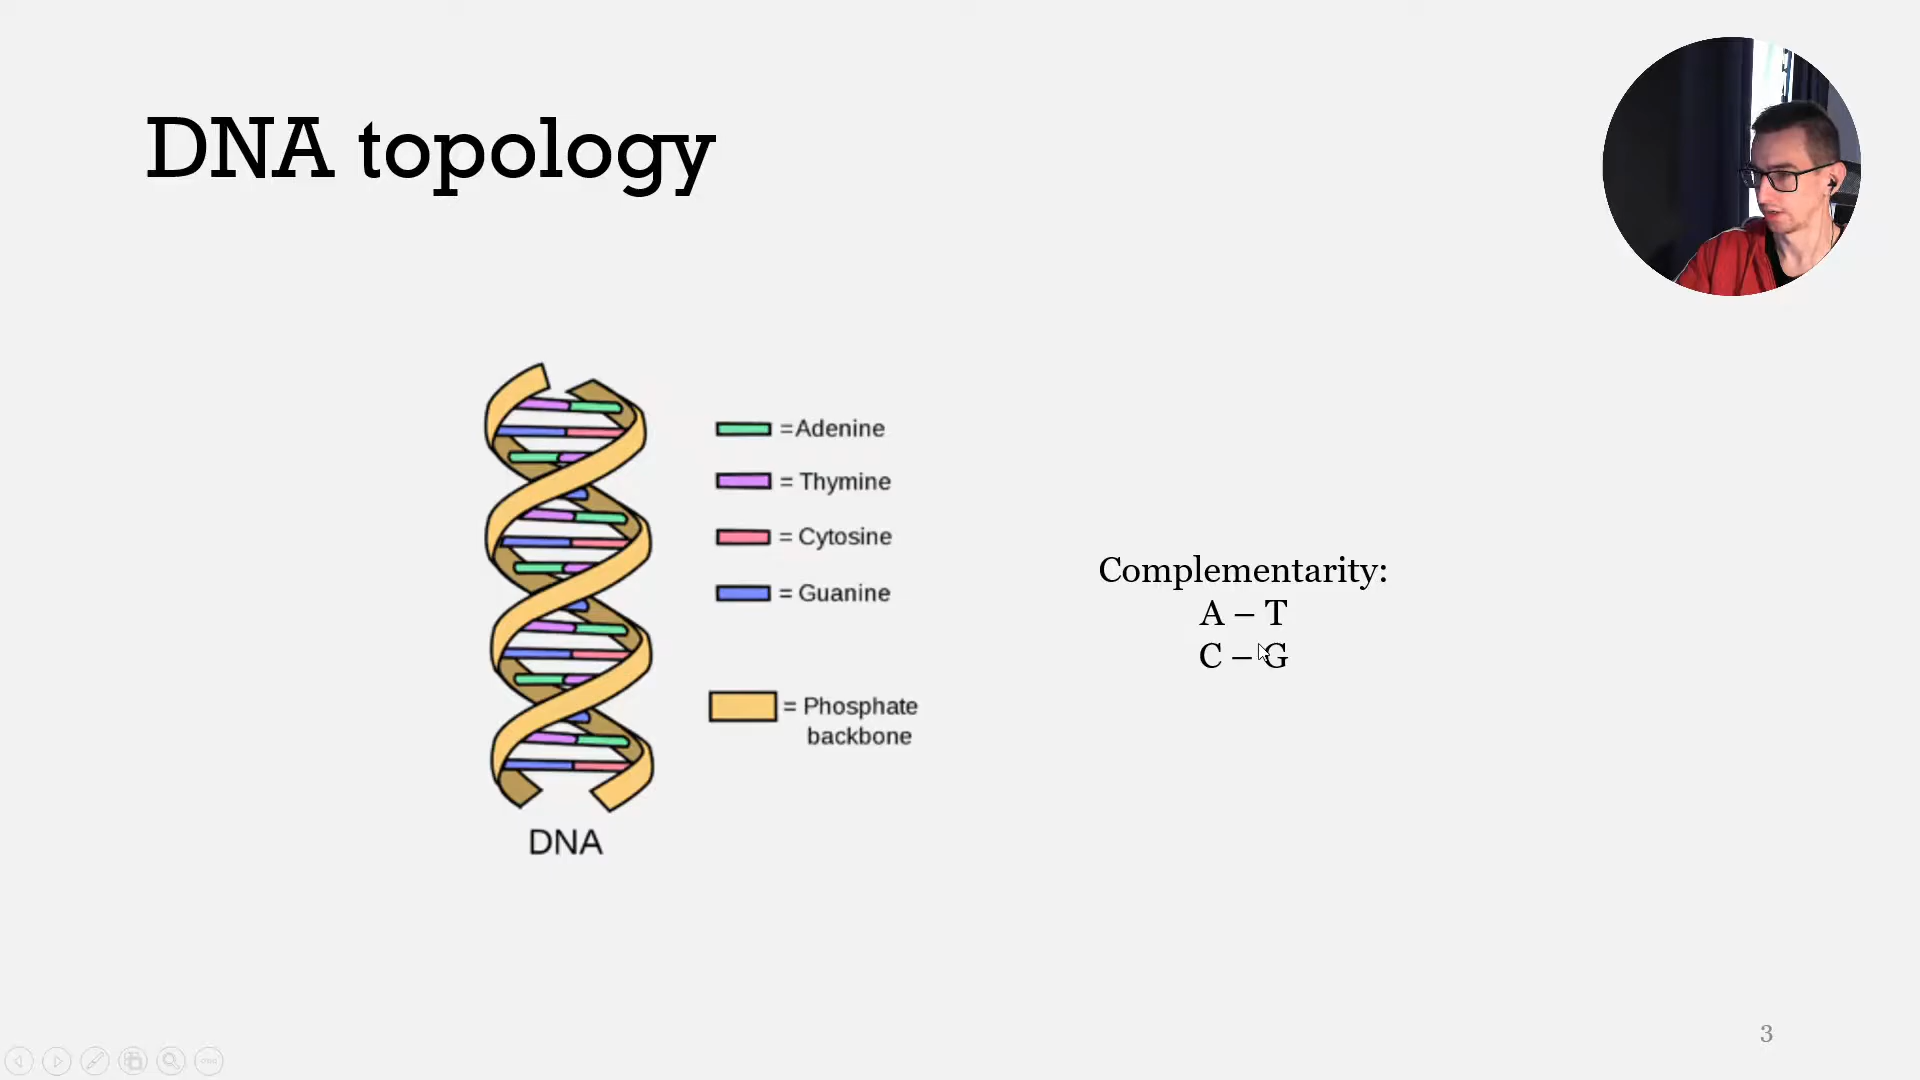 DNA topology
=Adenine
= Thymine
= Cytosine
= Guanine
= Phosphate
backbone
DNA
Complementarity:
A – T
C – G
3